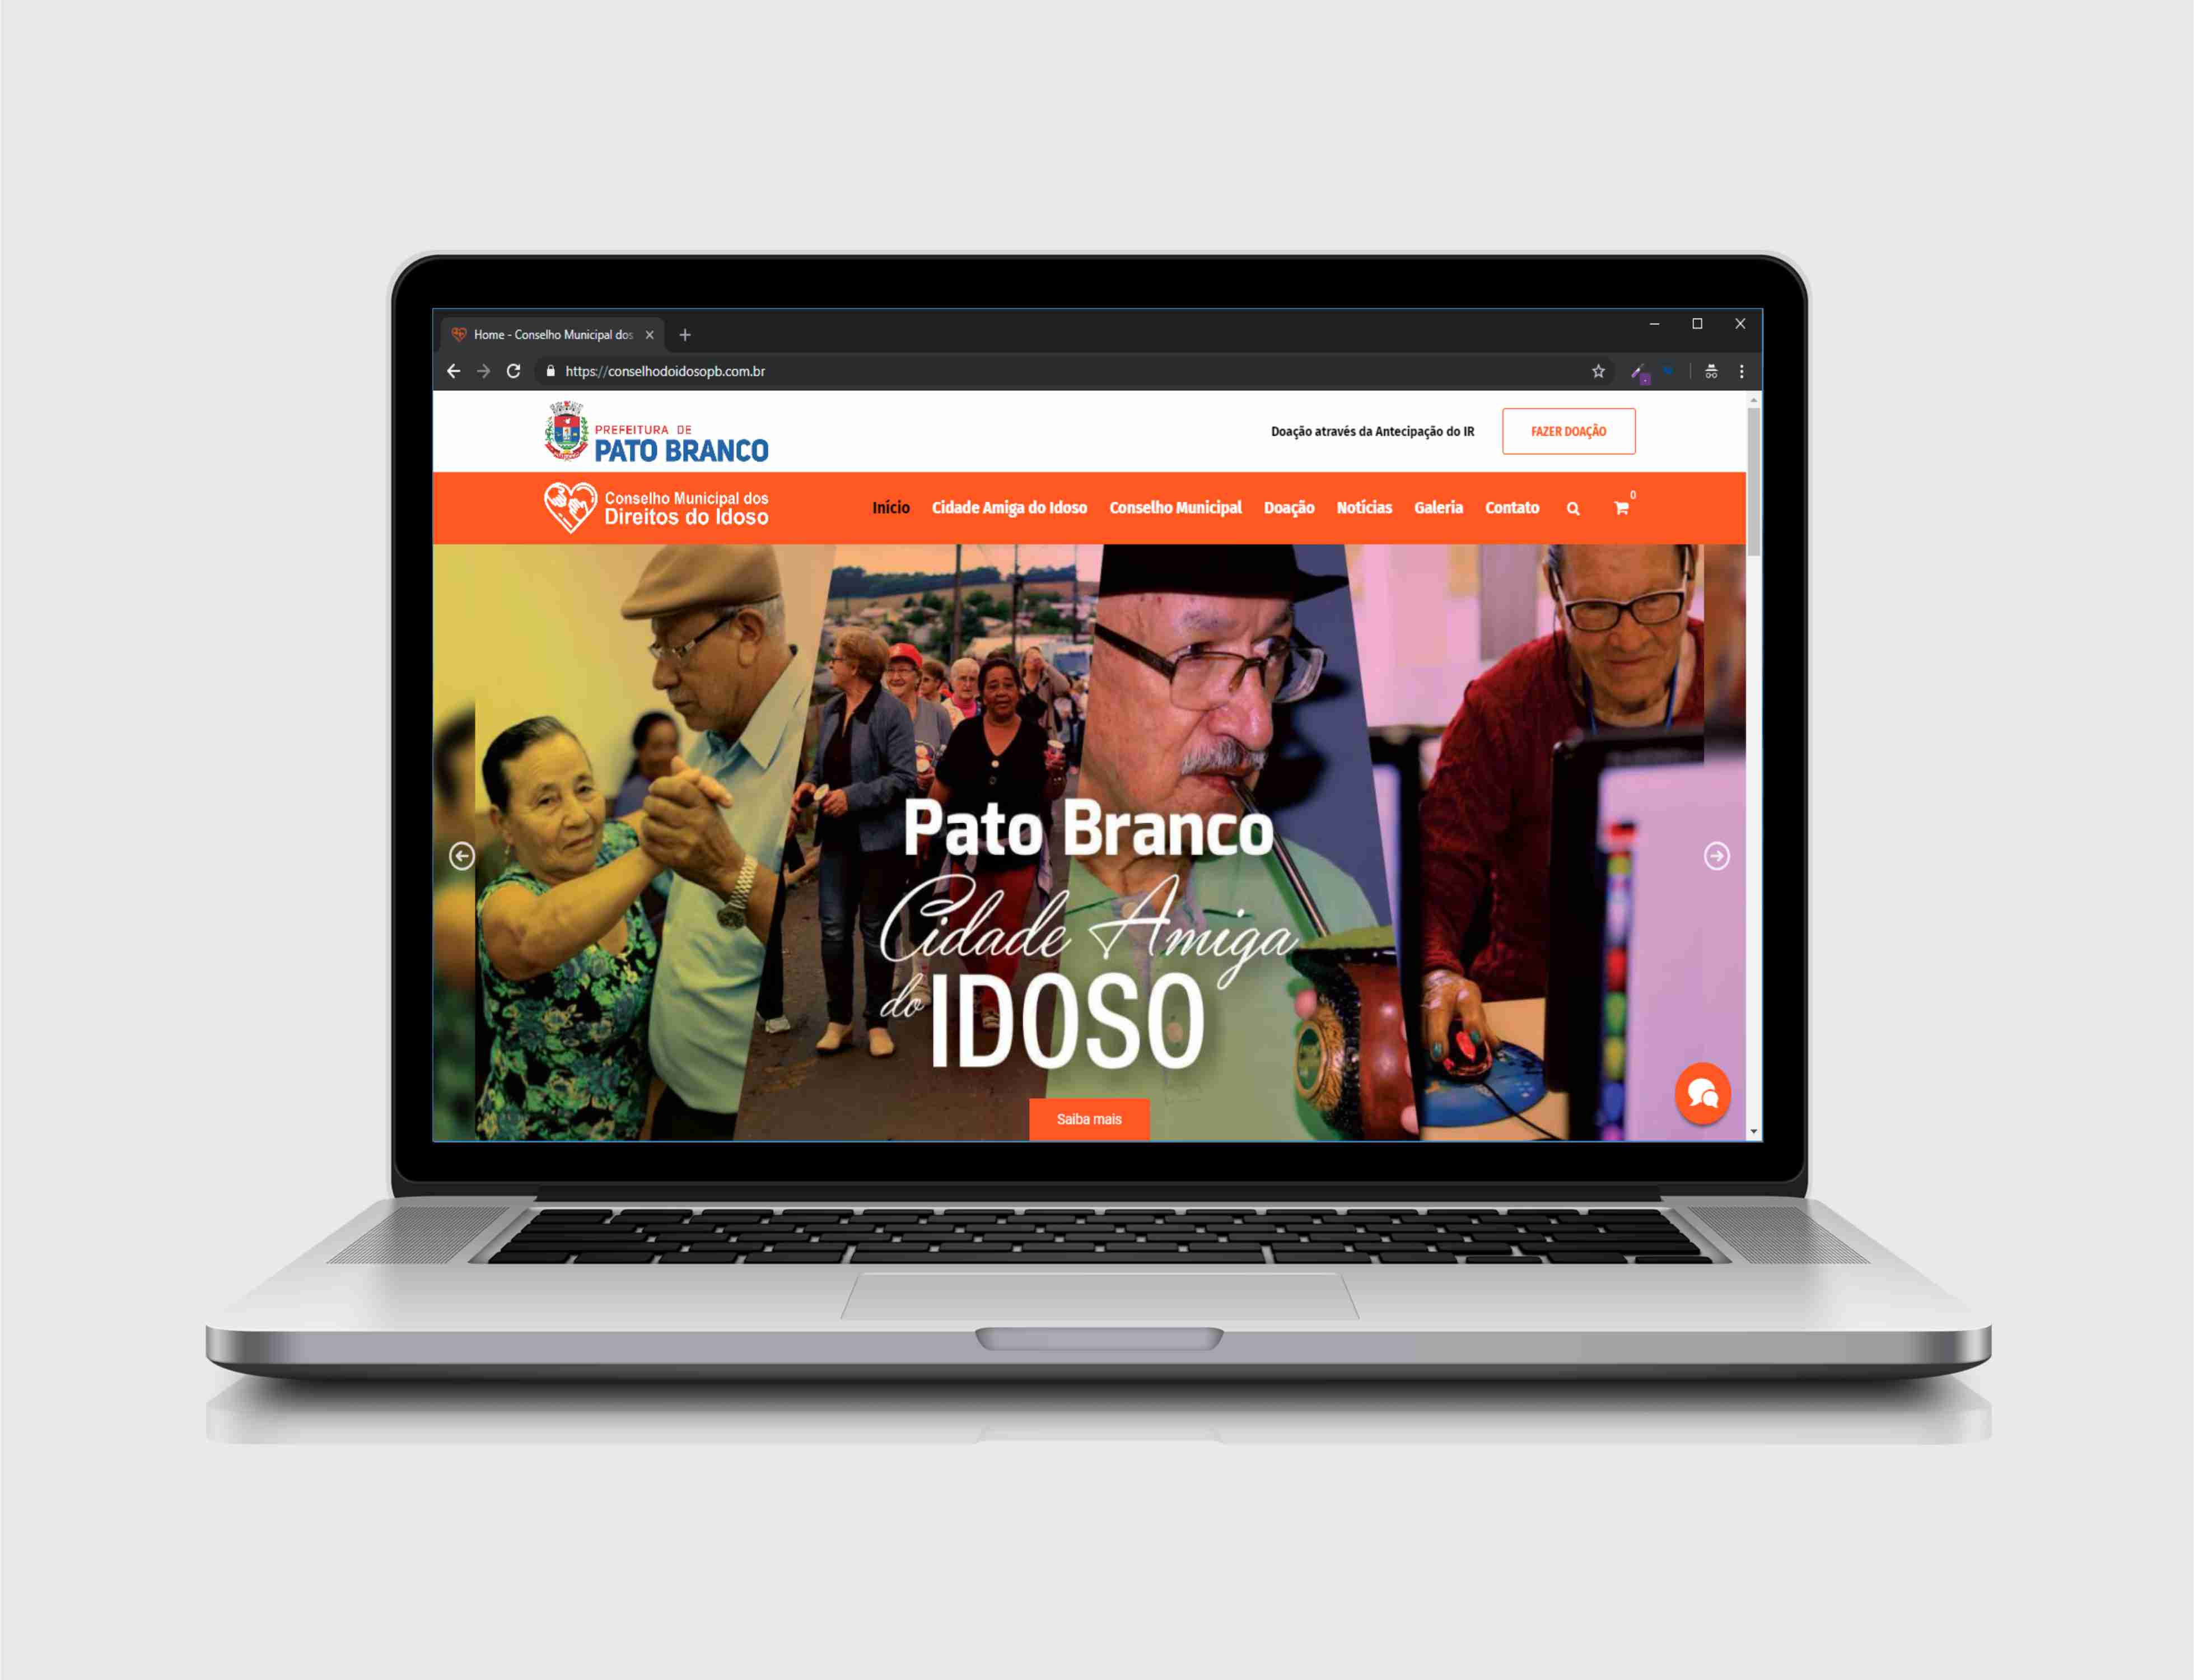 Home - Conselho Municipal dos
https://conselhodoidosopb.com.br
PREFEITURA DE
PATO BRANCO
Doação através da Antecipação do IR
FAZER DOAÇÃO
Conselho Municipal dos
Direitos do Idoso
Início Cidade Amiga do Idoso Conselho Municipal Doação Notícias Galeria Contato 0
Pato Branco
Cidade Amiga
do IDOSO
Saiba mais